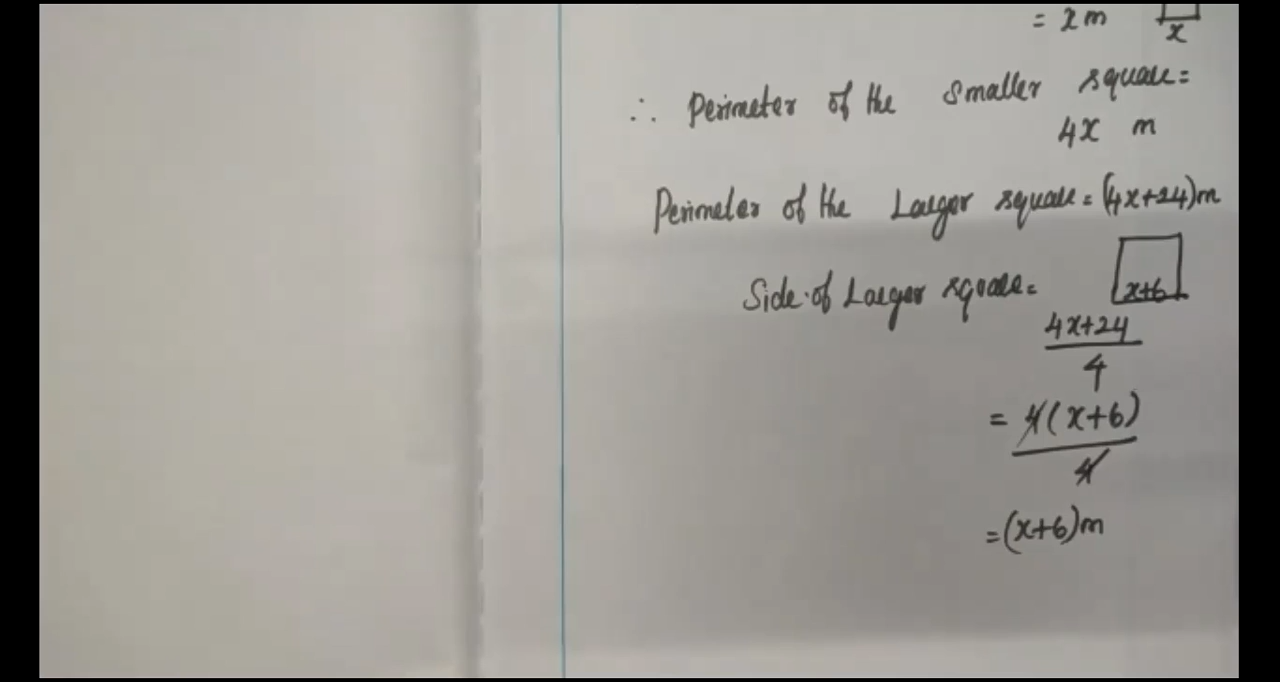 = x m
x
∴ Perimeter of the smaller square =
4x m
Perimeter of the Larger square = (4x+24)m
Side of Larger square =
x+6
4x+24
4
= 4(x+6)
4
= (x+6)m